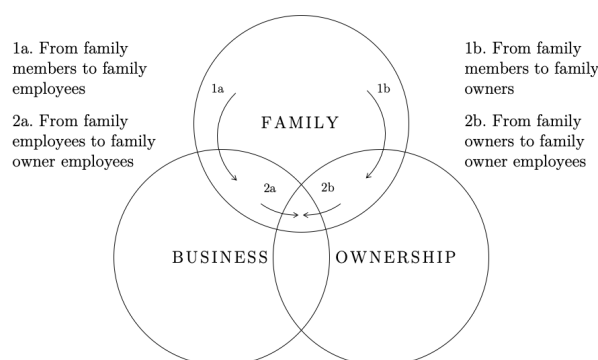 1a. From family
members to family
employees
2a. From family
employees to family
owner employees
1a
1b
FAMILY
2a
2b
BUSINESS
OWNERSHIP
1b. From family
members to family
owners
2b. From family
owners to family
owner employees